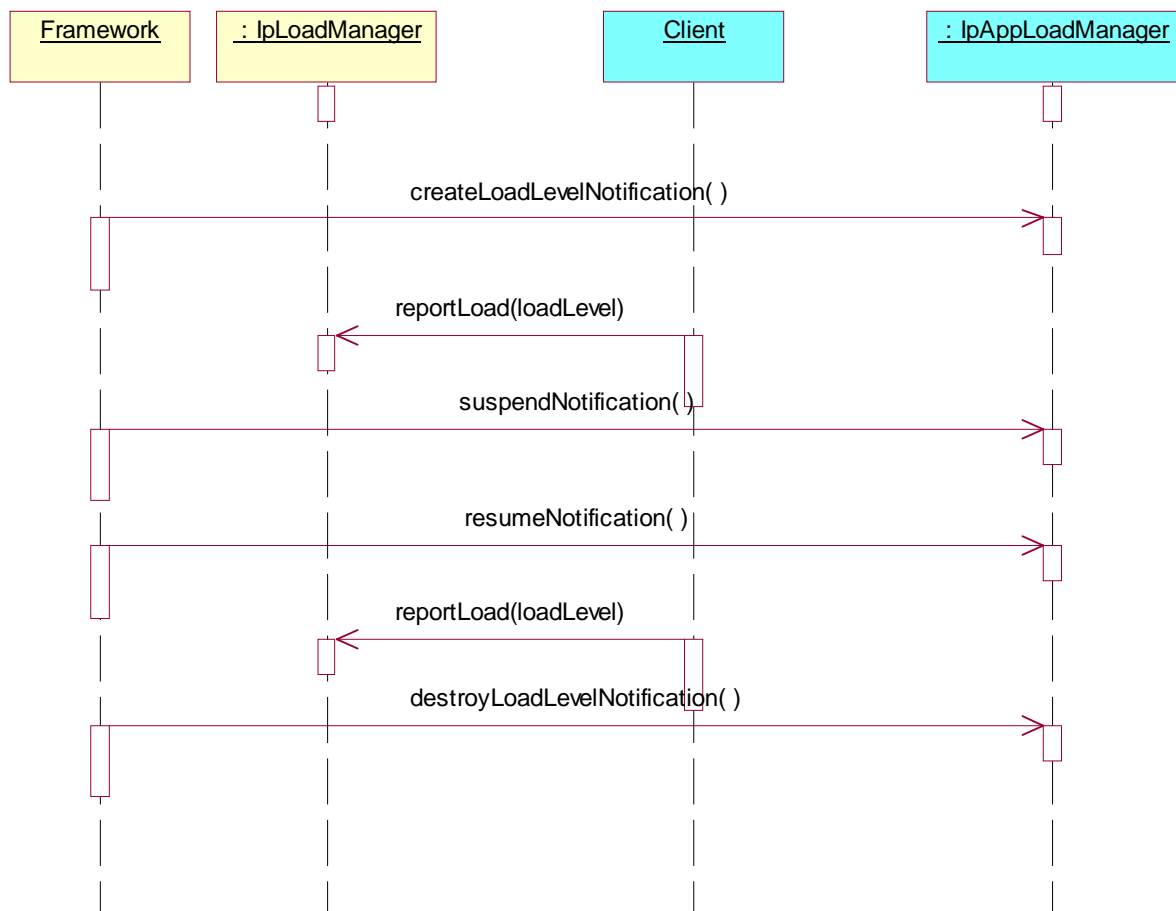 Framework
: IpLoadManager
Client
: IpAppLoadManager
createLoadLevelNotification( )
reportLoad(loadLevel)
suspendNotification( )
resumeNotification( )
reportLoad(loadLevel)
destroyLoadLevelNotification( )